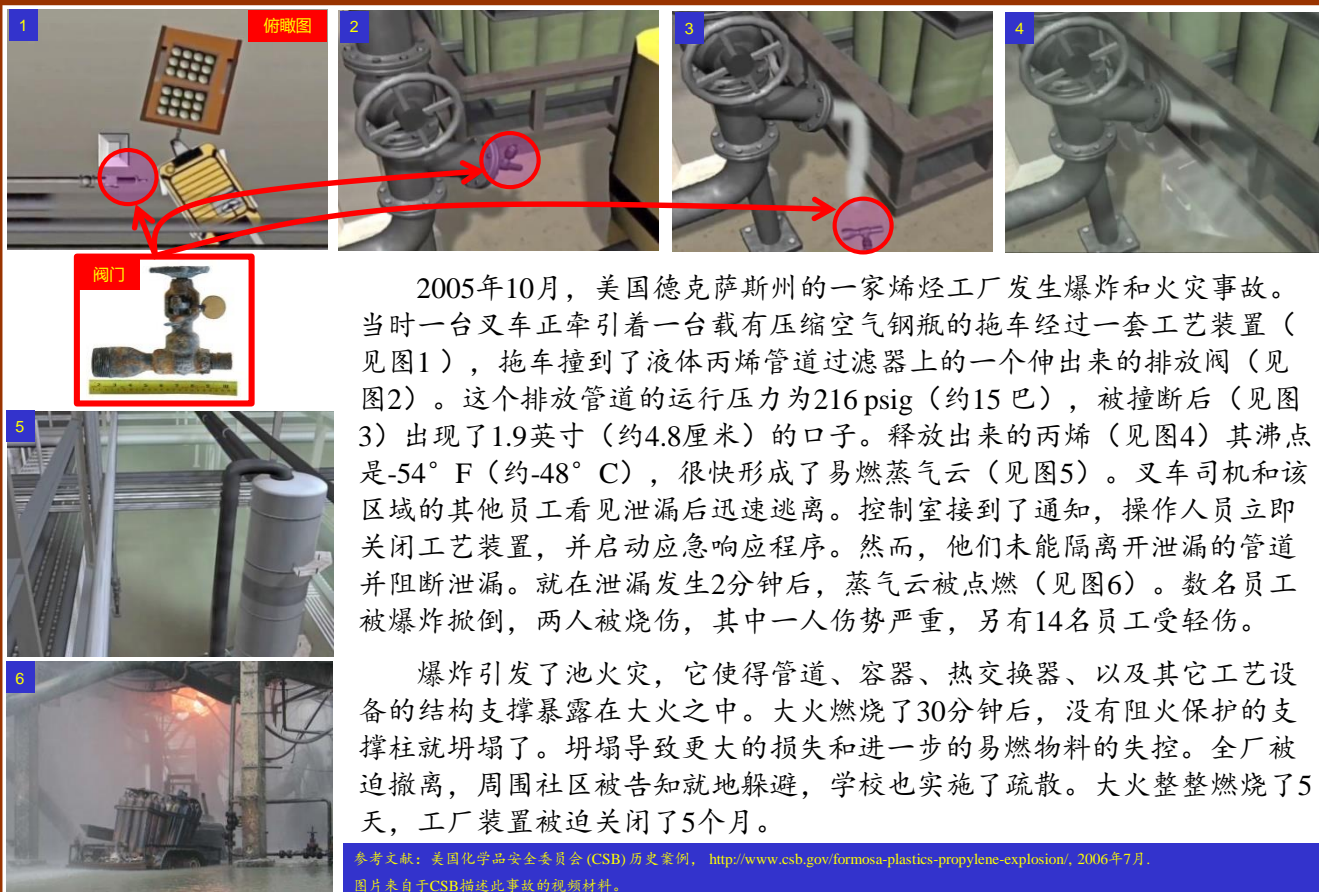 1
俯瞰图
2
3
4
阀门
5
6
2005年10月，美国德克萨斯州的一家烯烃工厂发生爆炸和火灾事故。
当时一台叉车正牵引着一台载有压缩空气钢瓶的拖车经过一套工艺装置（
见图1 ），拖车撞到了液体丙烯管道过滤器上的一个伸出来的排放阀（见
图2）。这个排放管道的运行压力为216 psig（约15 巴），被撞断后（见图
3）出现了1.9英寸（约4.8厘米）的口子。释放出来的丙烯（见图4）其沸点
是-54°F（约-48°C），很快形成了易燃蒸气云（见图5）。叉车司机和该
区域的其他员工看见泄漏后迅速逃离。控制室接到了通知，操作人员立即
关闭工艺装置，并启动应急响应程序。然而，他们未能隔离开泄漏的管道
并阻断泄漏。就在泄漏发生2分钟后，蒸气云被点燃（见图6）。数名员工
被爆炸掀倒，两人被烧伤，其中一人伤势严重，另有14名员工受轻伤。
爆炸引发了池火灾，它使得管道、容器、热交换器、以及其它工艺设
备的结构支撑暴露在大火之中。大火燃烧了30分钟后，没有阻火保护的支
撑柱就坍塌了。坍塌导致更大的损失和进一步的易燃物料的失控。全厂被
迫撤离，周围社区被告知就地躲避，学校也实施了疏散。大火整整燃烧了5
天，工厂装置被迫关闭了5个月。
参考文献：美国化学品安全委员会 (CSB) 历史案例， http://www.csb.gov/formosa-plastics-propylene-explosion/, 2006年7月.
图片来自于CSB描述此事故的视频材料。